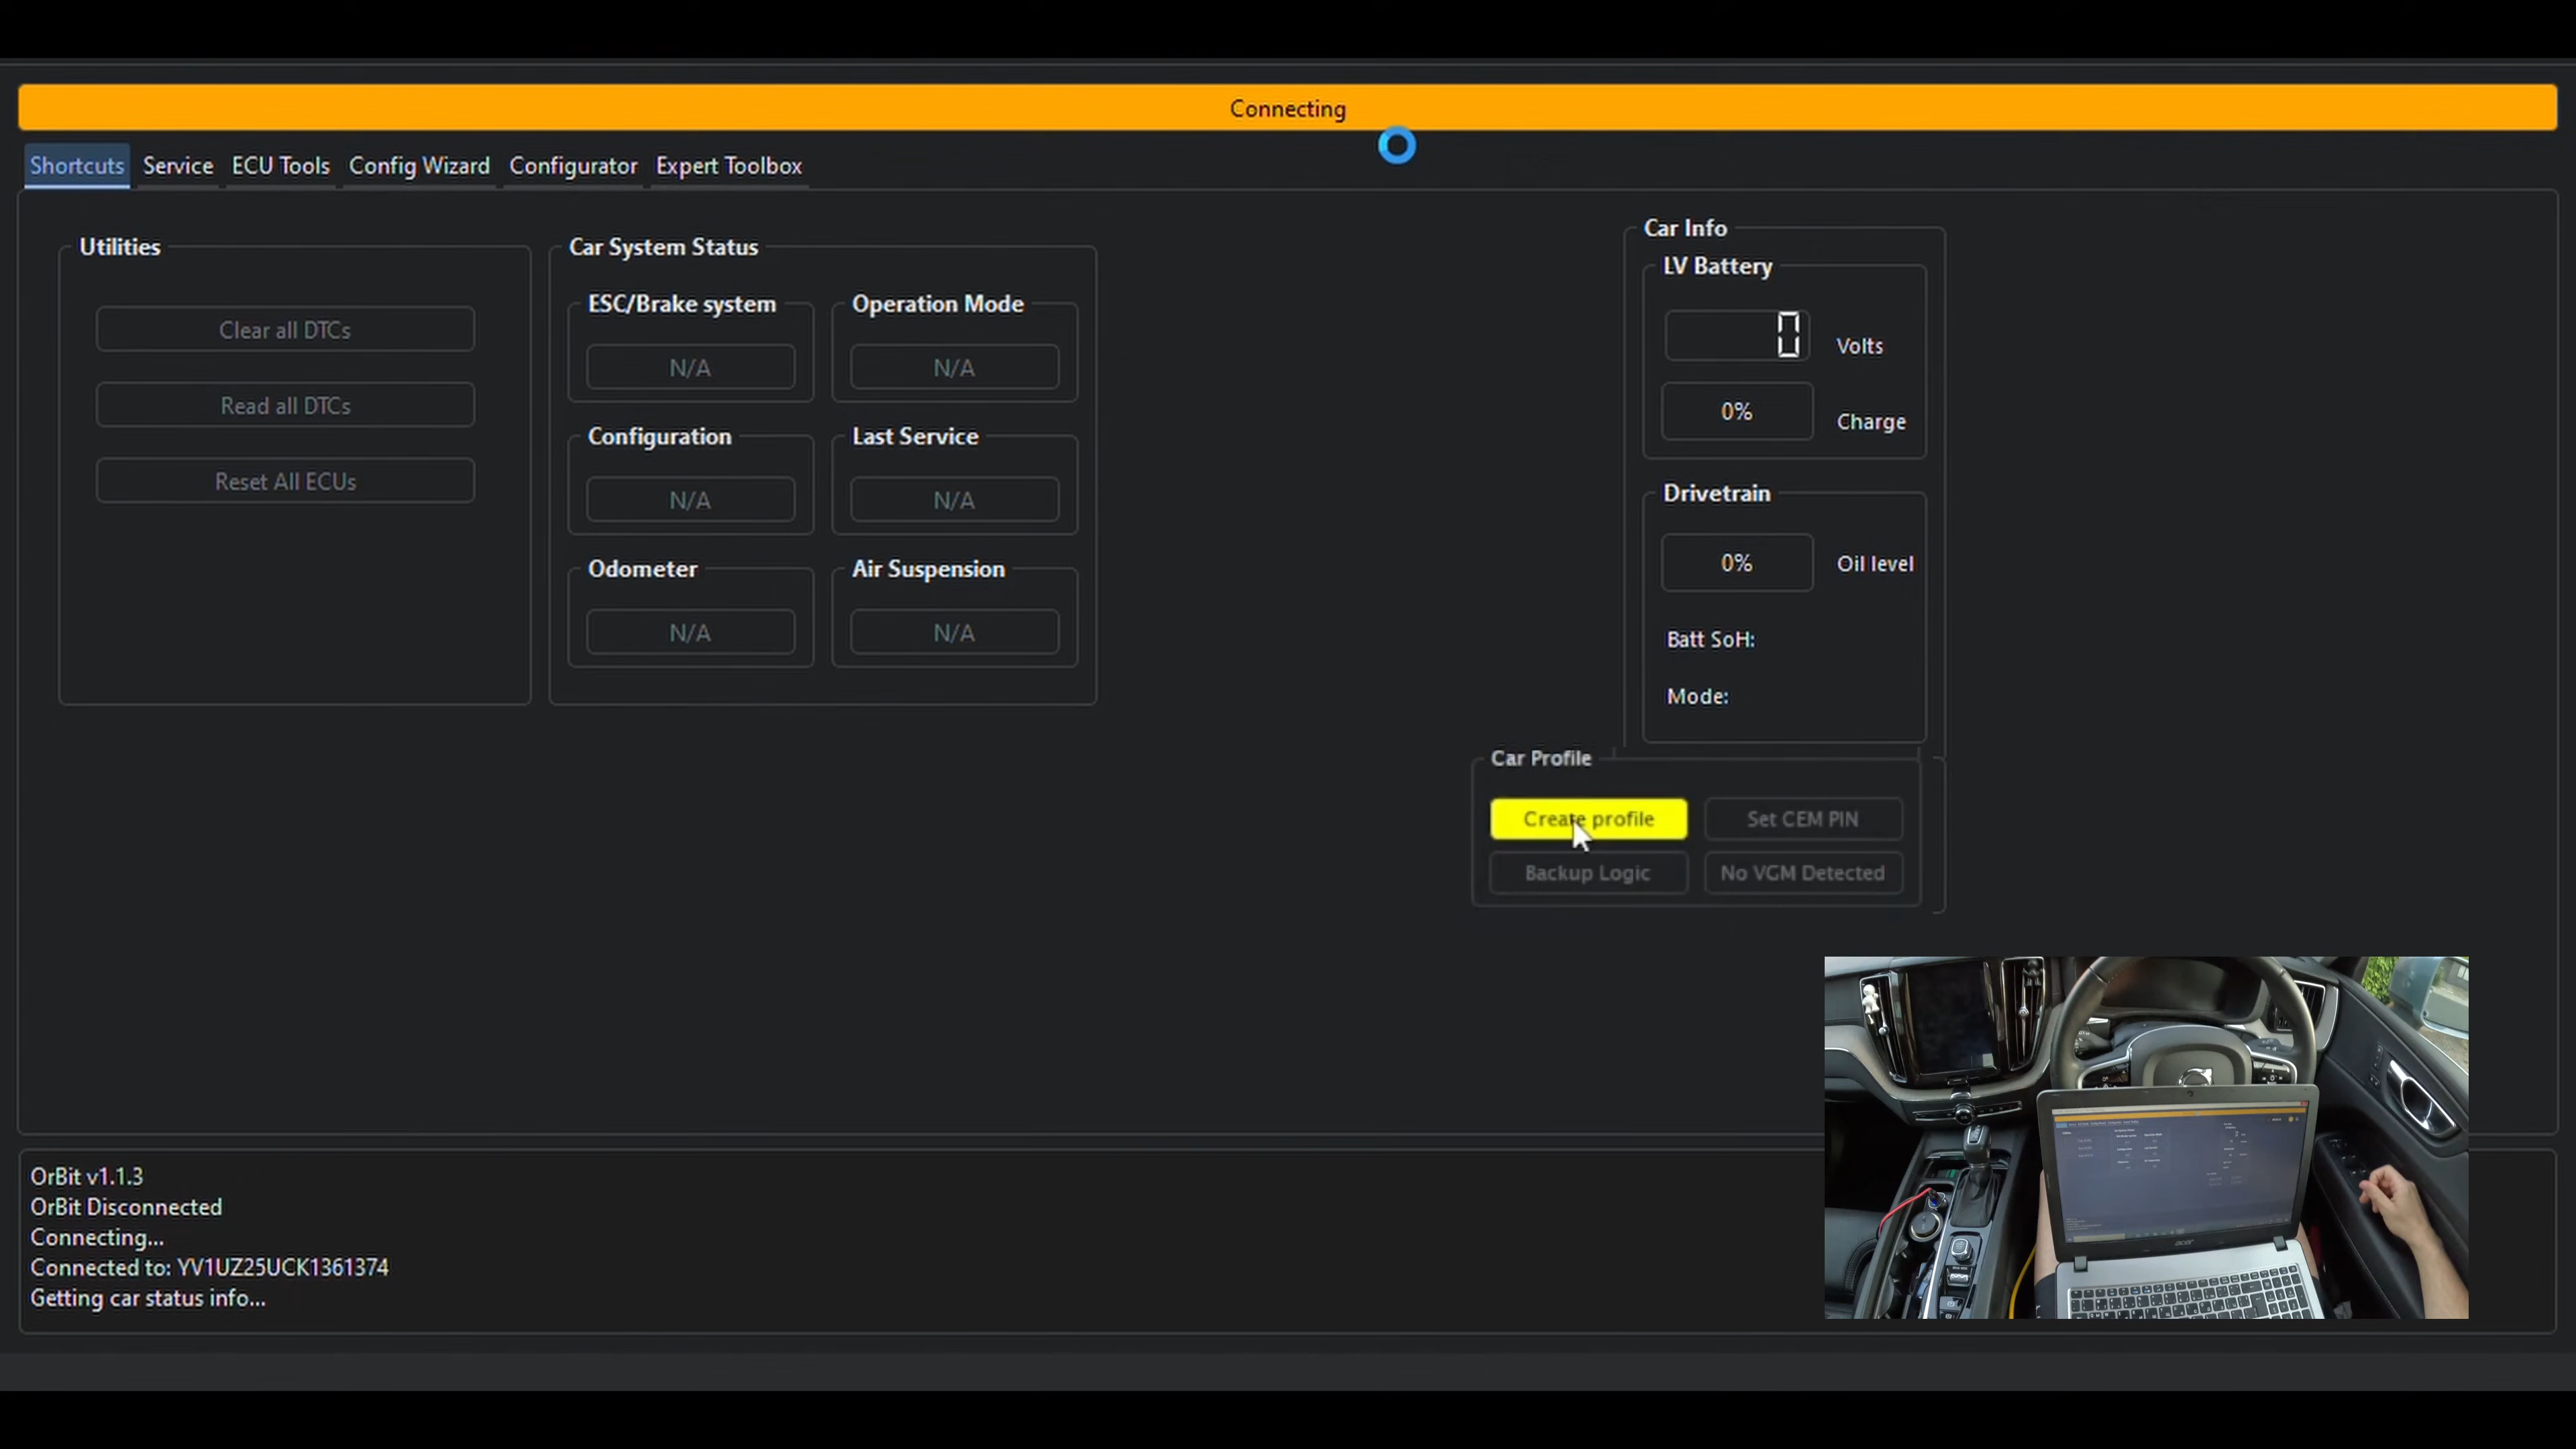 Connecting
Shortcuts Service ECU Tools Config Wizard Configurator Expert Toolbox
Utilities
Clear all DTCs
Read all DTCs
Reset All ECUs
Car System Status
ESC/Brake system
N/A
Operation Mode
N/A
Configuration
N/A
Last Service
N/A
Odometer
N/A
Air Suspension
N/A
Car Info
LV Battery
0 Volts
0% Charge
Drivetrain
0% Oil level
Batt SoH:
Mode:
Car Profile
Create profile Set CEM PIN
Backup Logic No VGM Detected
OrBit v1.1.3
OrBit Disconnected
Connecting...
Connected to: YV1UZ25UCK1361374
Getting car status info...
acer